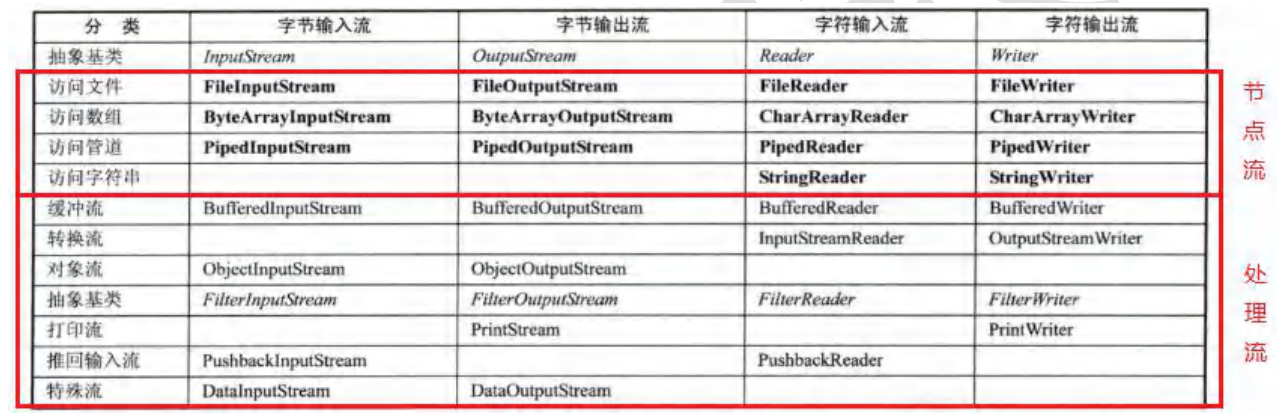 分 类 字节输入流 字节输出流 字符输入流 字符输出流
抽象基类 InputStream OutputStream Reader Writer
访问文件 FileInputStream FileOutputStream FileReader FileWriter
访问数组 ByteArrayInputStream ByteArrayOutputStream CharArrayReader CharArrayWriter
访问管道 PipedInputStream PipedOutputStream PipedReader PipedWriter
访问字符串 StringReader StringWriter
缓冲流 BufferedInputStream BufferedOutputStream BufferedReader BufferedWriter
转换流 InputStreamReader OutputStreamWriter
对象流 ObjectInputStream ObjectOutputStream
抽象基类 FilterInputStream FilterOutputStream FilterReader FilterWriter
打印流 PrintStream PrintWriter
推回输入流 PushbackInputStream PushbackReader
特殊流 DataInputStream DataOutputStream
节
点
流
处
理
流